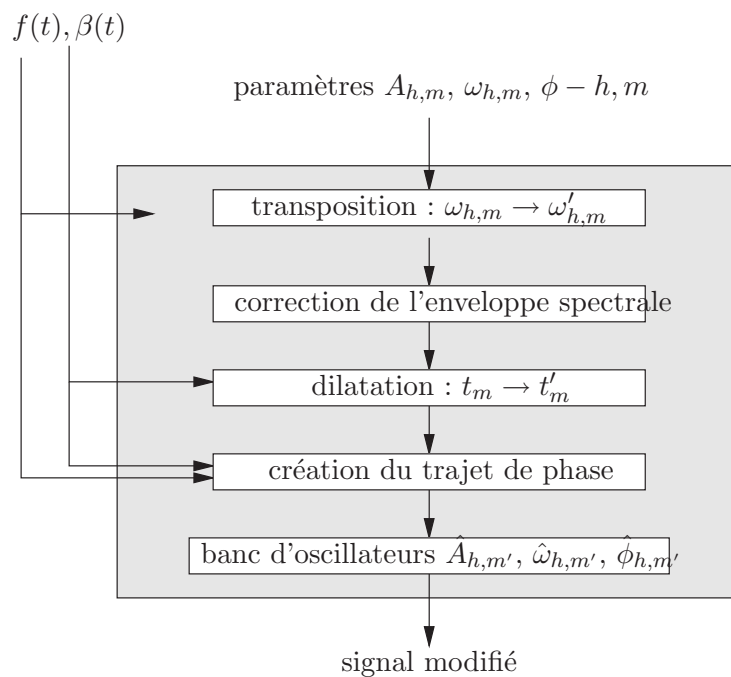 f(t), β(t)
paramètres A_{h,m}, ω_{h,m}, ϕ − h, m
transposition : ω_{h,m} → ω′_{h,m}
correction de l'enveloppe spectrale
dilatation : t_m → t′_m
création du trajet de phase
banc d'oscillateurs Â_{h,m′}, ω̂_{h,m′}, ϕ̂_{h,m′}
signal modifié